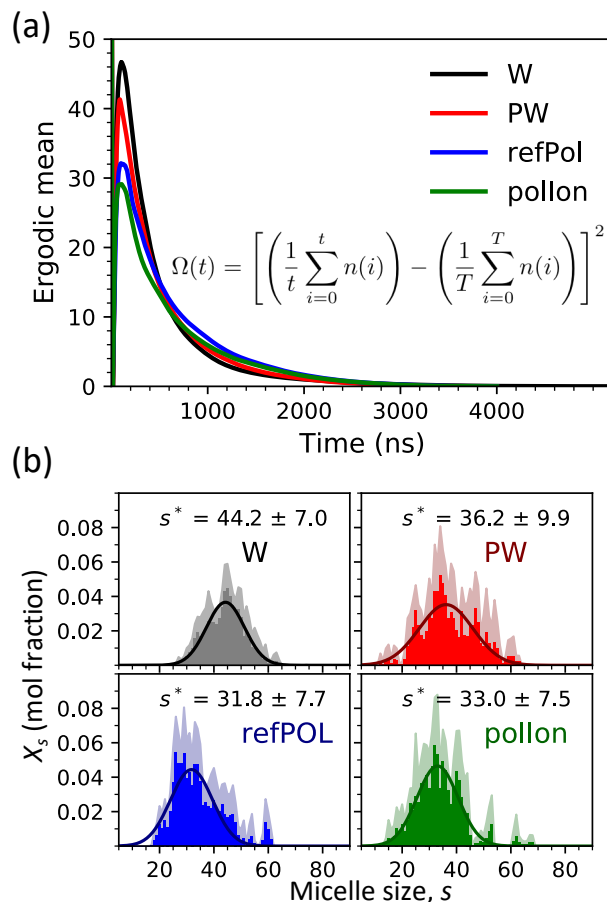 (a)
50
40
30
20
10
0
Ergodic mean
W
PW
refPol
polIon
Ω(t) = [((1/t) ∑_{i=0}^{t} n(i)) − ((1/T) ∑_{i=0}^{T} n(i))]²
1000 2000 3000 4000
Time (ns)
(b)
s* = 44.2 ± 7.0
W
s* = 36.2 ± 9.9
PW
0.08
0.06
0.04
0.02
s* = 31.8 ± 7.7
refPOL
s* = 33.0 ± 7.5
polIon
0.08
0.06
0.04
0.02
X_s (mol fraction)
20 40 60 80
20 40 60 80
Micelle size, s